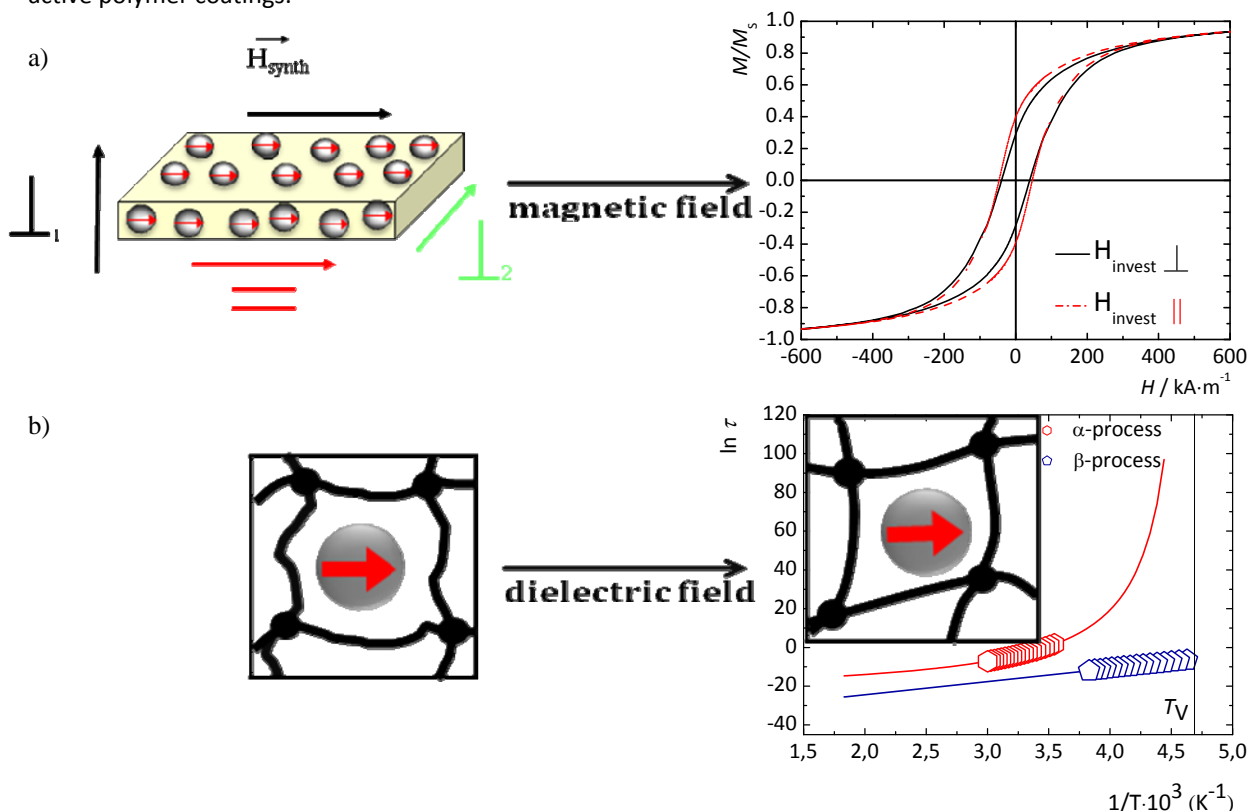 active polymer coatings.
a)
H synth
⊥ 1
=
⊥ 2
magnetic field
M/Ms
1.0
0.8
0.6
0.4
0.2
0.0
-0.2
-0.4
-0.6
-0.8
-1.0
H invest ⊥
H invest ||
-600 -400 -200 0 200 400 600
H / kA·m⁻¹
b)
dielectric field
ln τ
120
100
80
60
40
20
0
-20
-40
α-process
β-process
TV
1,5 2,0 2,5 3,0 3,5 4,0 4,5 5,0
1/T·10³ (K⁻¹)